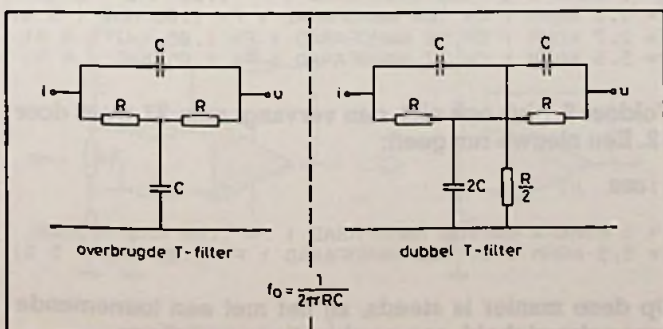 C
i
u
R
R
C
overbrugde T-filter
C
C
i
u
R
R
2C
R/2
dubbel T-filter
f₀ = 1/2πRC